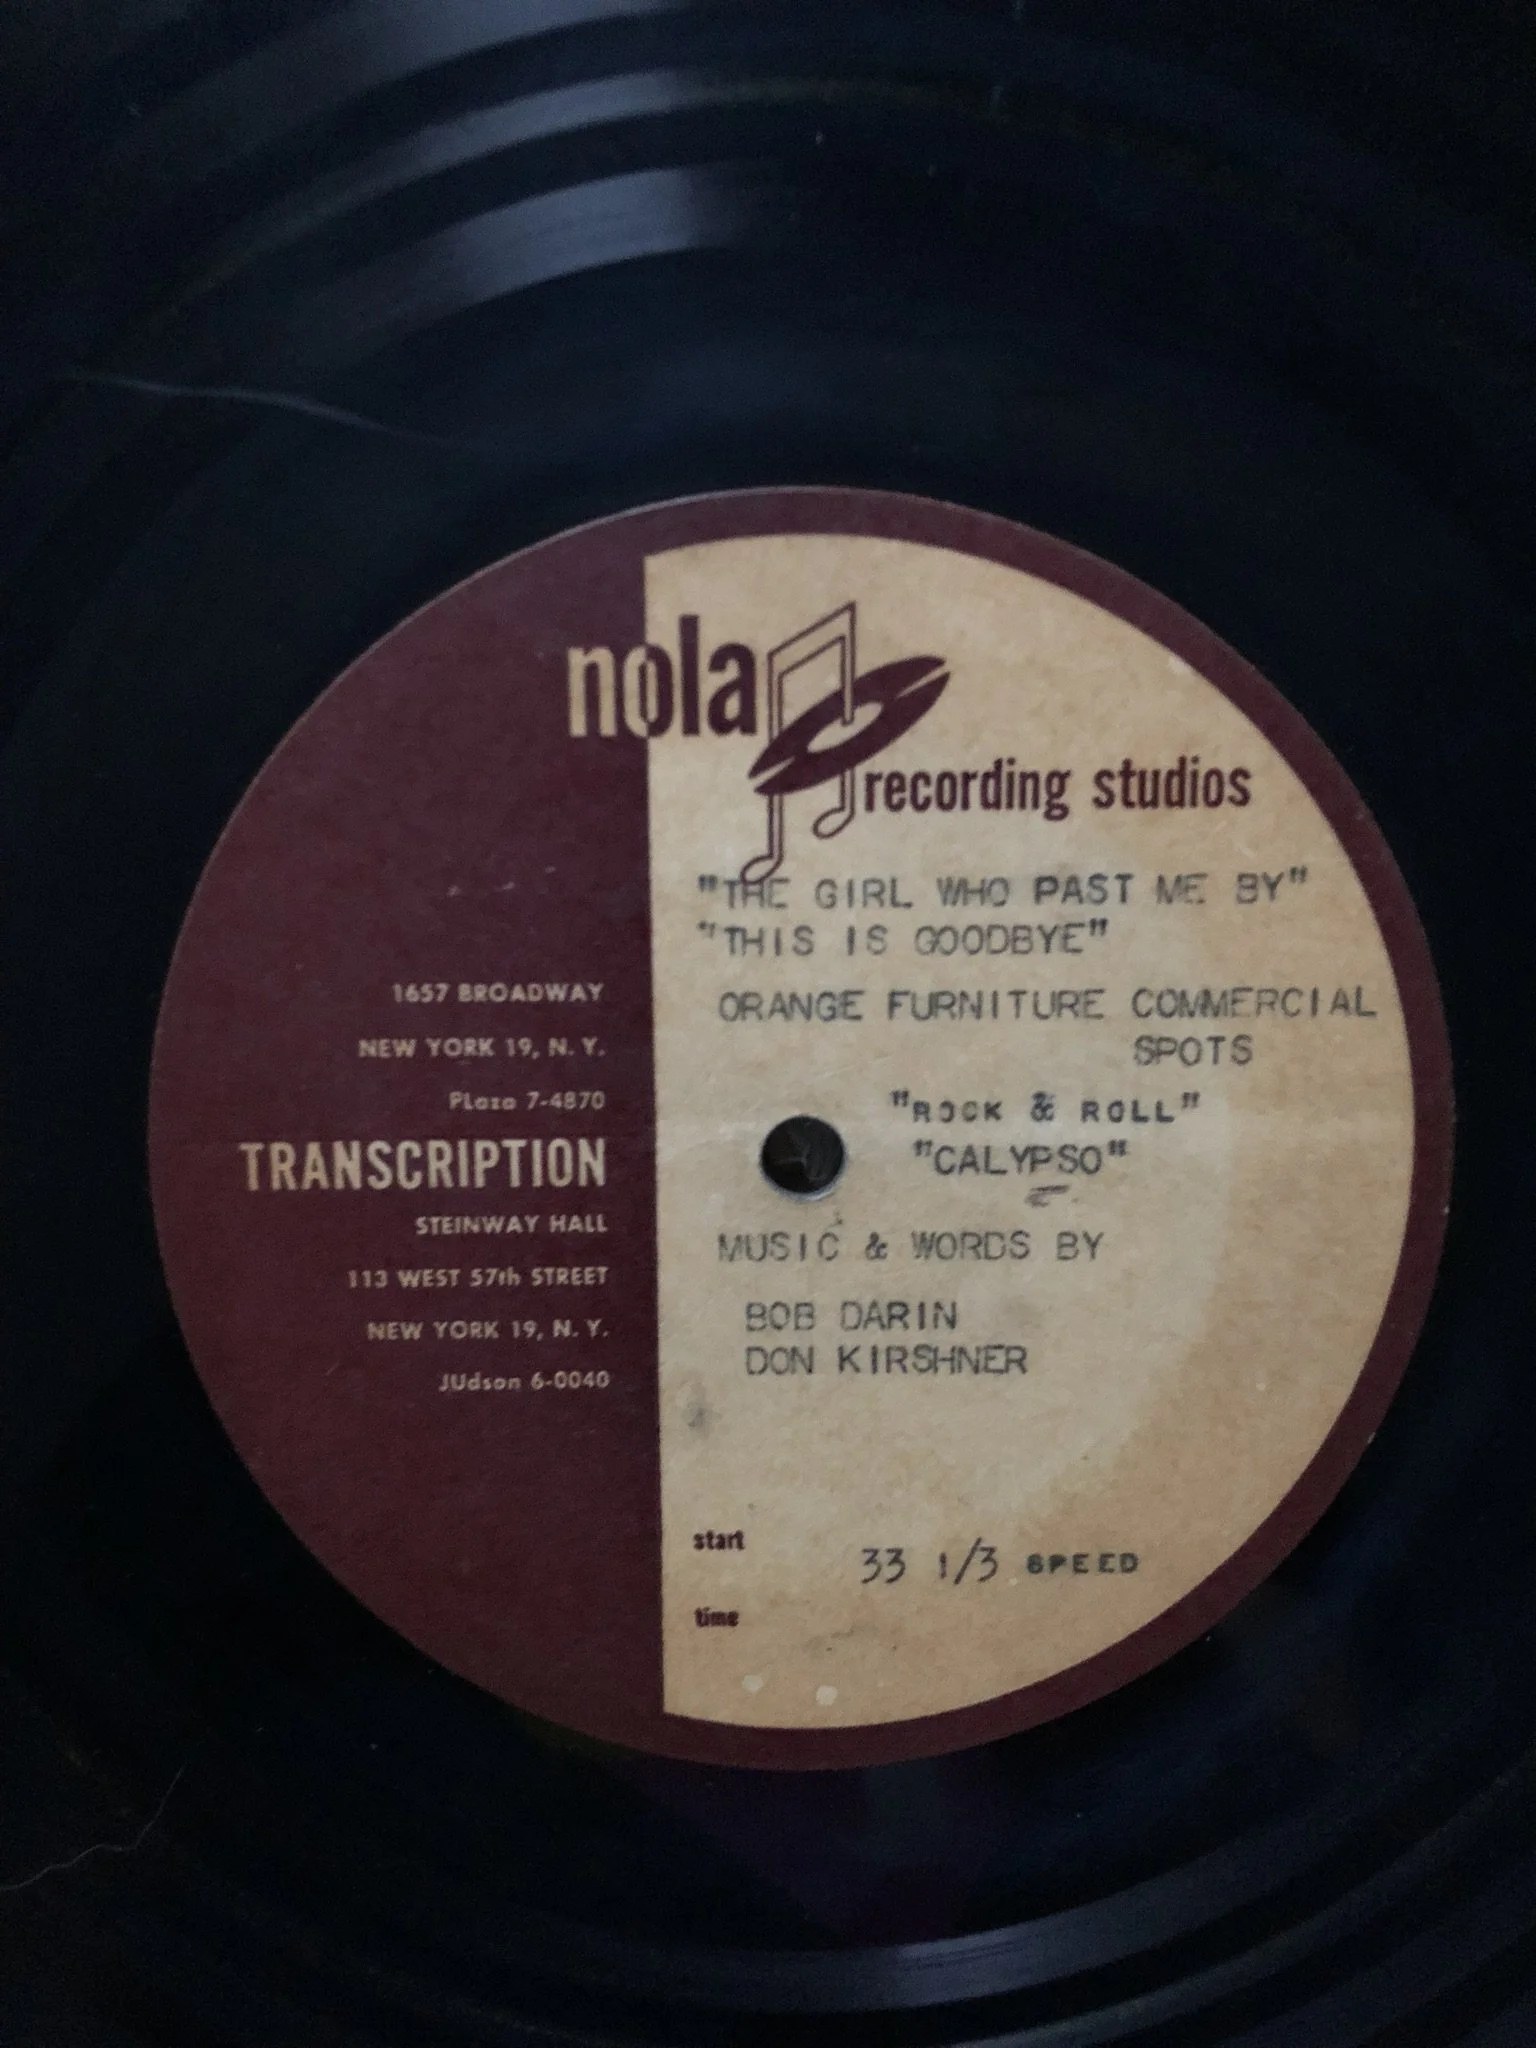 nola
recording studios
"THE GIRL WHO PAST ME BY"
"THIS IS GOODBYE"
ORANGE FURNITURE COMMERCIAL
SPOTS
"ROCK & ROLL"
"CALYPSO"
MUSIC & WORDS BY
BOB DARIN
DON KIRSHNER
1657 BROADWAY
NEW YORK 19, N. Y.
PLaza 7-4870
TRANSCRIPTION
STEINWAY HALL
113 WEST 57th STREET
NEW YORK 19, N. Y.
JUdson 6-0040
start
33 1/3 SPEED
time